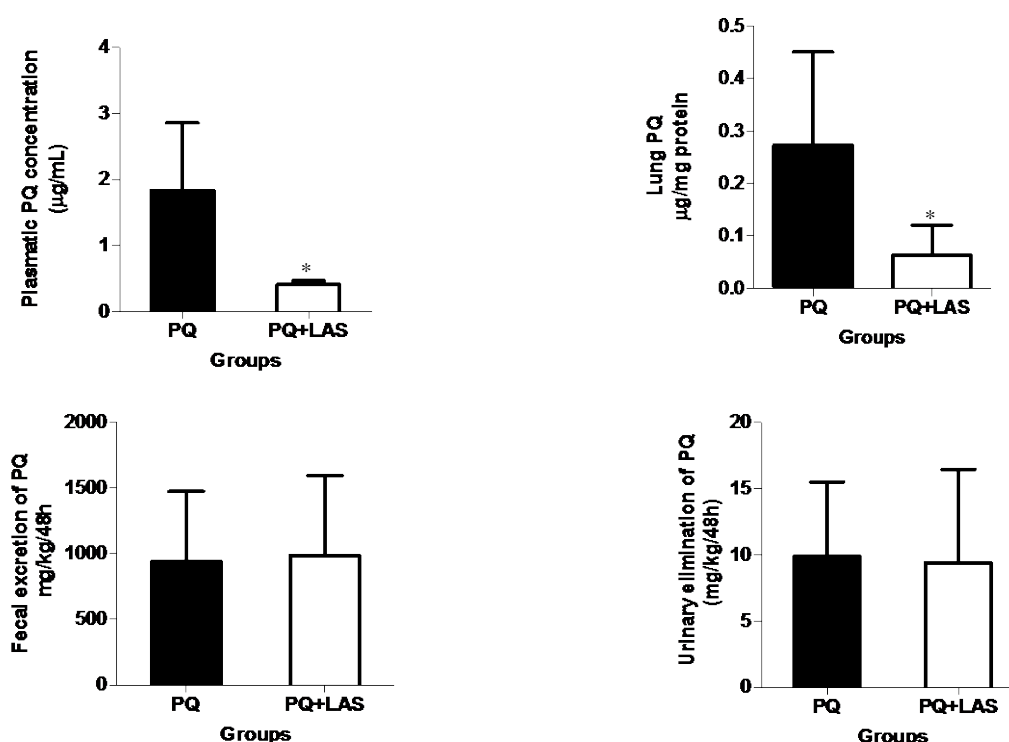 Plasmatic PQ concentration
(µg/mL)
4
3
2
1
0
*
PQ
PQ+LAS
Groups
Lung PQ
µg/mg protein
0.5
0.4
0.3
0.2
0.1
0.0
*
PQ
PQ+LAS
Groups
Fecal excretion of PQ
mg/kg/48h
2000
1500
1000
500
0
PQ
PQ+LAS
Groups
Urinary elimination of PQ
(mg/kg/48h)
20
15
10
5
0
PQ
PQ+LAS
Groups